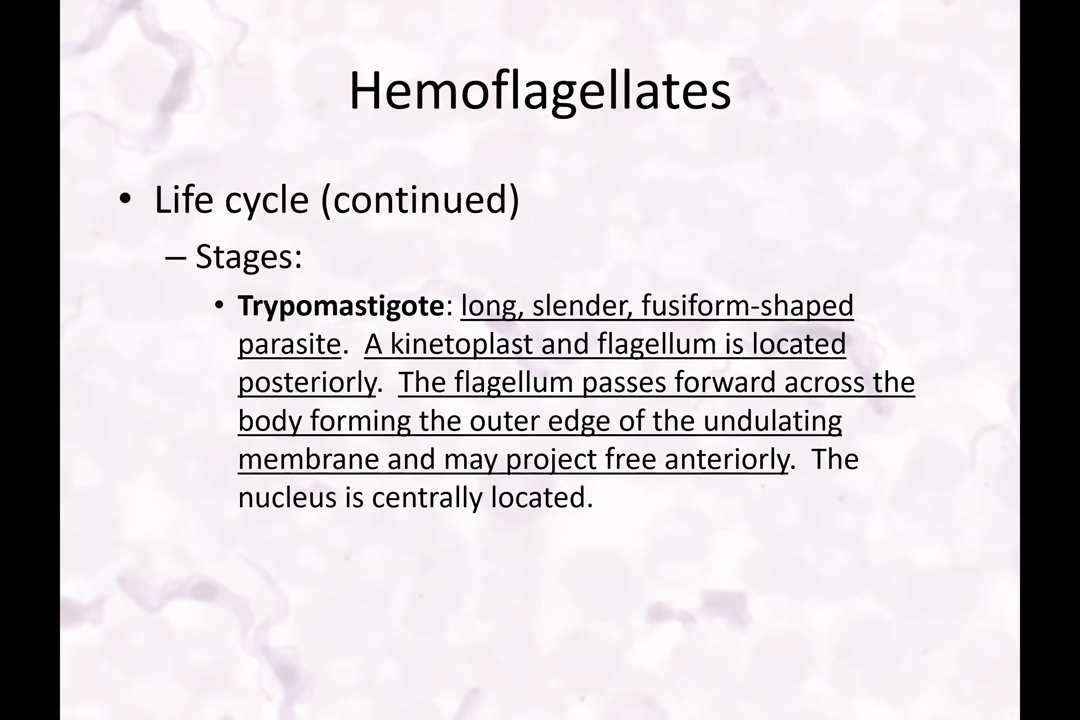 Hemoflagellates
• Life cycle (continued)
– Stages:
• Trypomastigote: long, slender, fusiform-shaped
parasite.  A kinetoplast and flagellum is located
posteriorly.  The flagellum passes forward across the
body forming the outer edge of the undulating
membrane and may project free anteriorly.  The
nucleus is centrally located.